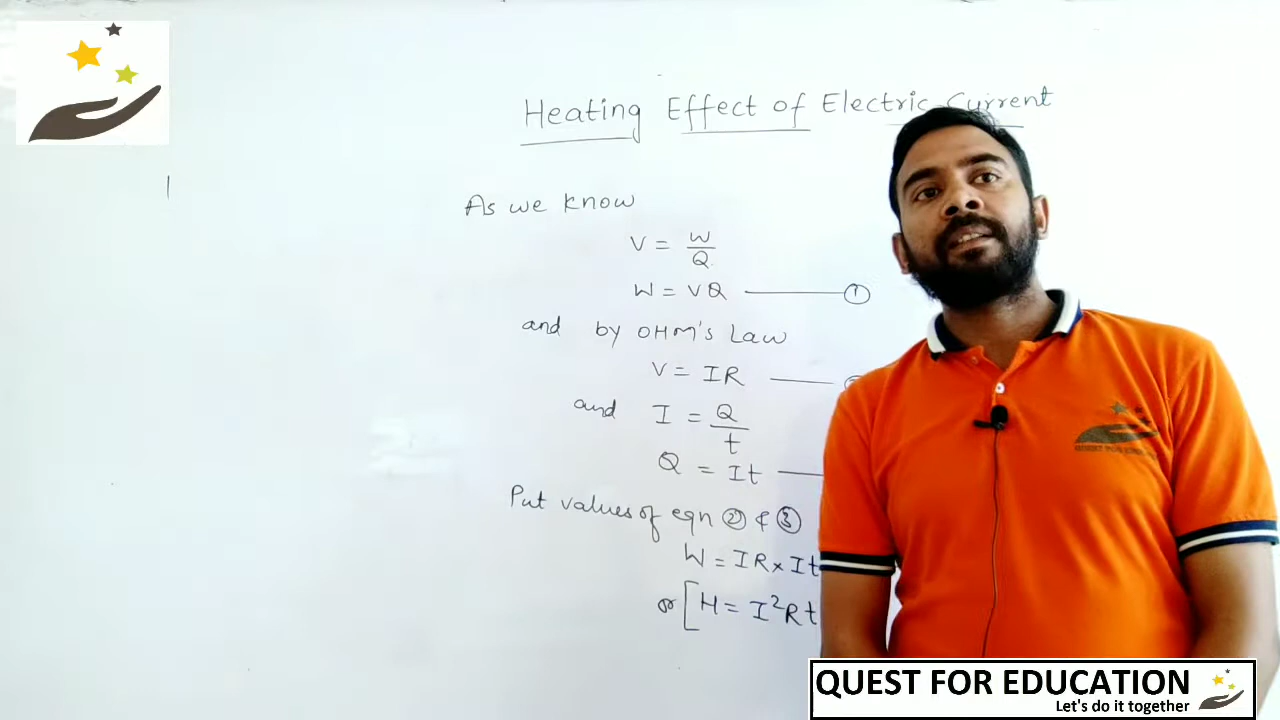 Heating Effect of Electric Current
As we know
V = W/Q
W = VQ ——— ①
and by OHM's Law
V = IR ———
and I = Q/t
Q = It ———
Put values of eqn ② & ③
W = IR × It
or [H = I²Rt
QUEST FOR EDUCATION
Let's do it together